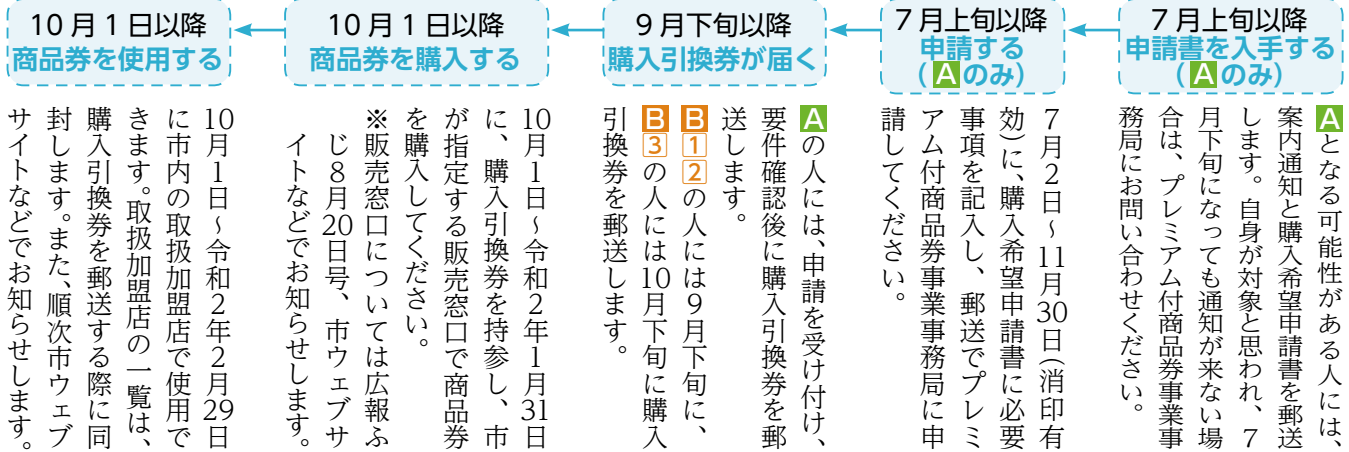 7月上旬以降
申請書を入手する
（Aのみ）
Aとなる可能性がある人には、
案内通知と購入希望申請書を郵送
します。自身が対象と思われ、7
月下旬になっても通知が来ない場
合は、プレミアム付商品券事業事
務局にお問い合わせください。
7月上旬以降
申請する
（Aのみ）
7月2日～11月30日（消印有
効）に、購入希望申請書に必要
事項を記入し、郵送でプレミ
アム付商品券事業事務局に申
請してください。
9月下旬以降
購入引換券が届く
Aの人には、申請を受け付け、
要件確認後に購入引換券を郵
送します。
B12の人には9月下旬に、
B3の人には10月下旬に購入
引換券を郵送します。
10月1日以降
商品券を購入する
10月1日～令和2年1月31日
に、購入引換券を持参し、市
が指定する販売窓口で商品券
を購入してください。
※販売窓口については広報ふ
じ8月20日号、市ウェブサ
イトなどでお知らせします。
10月1日以降
商品券を使用する
10月1日～令和2年2月29日
に市内の取扱加盟店で使用で
きます。取扱加盟店の一覧は、
購入引換券を郵送する際に同
封します。また、順次市ウェブ
サイトなどでお知らせします。